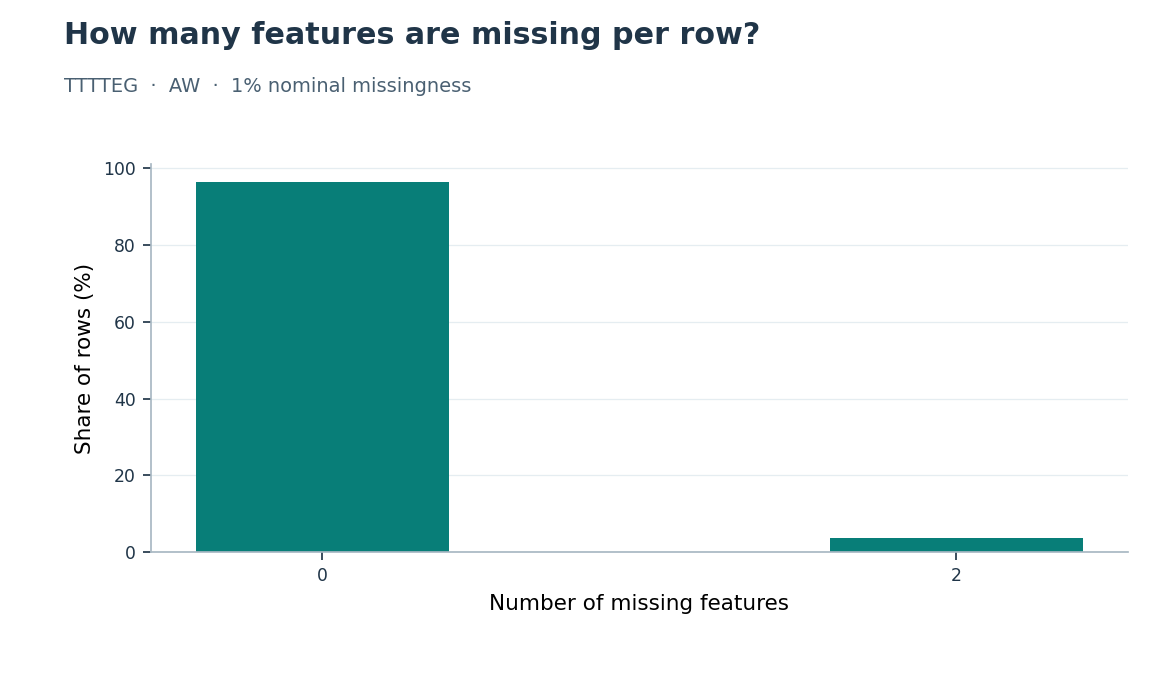 How many features are missing per row?
TTTTEG · AW · 1% nominal missingness
100
80
60
40
20
0
Share of rows (%)
0 2
Number of missing features